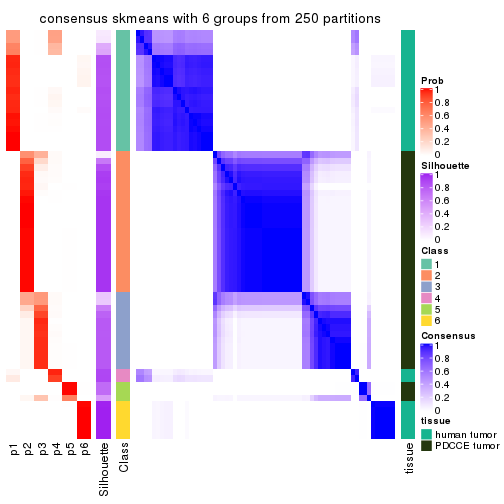 consensus skmeans with 6 groups from 250 partitions
Prob
1
0.8
0.6
0.4
0.2
0
Silhouette
1
0.8
0.6
0.4
0.2
0
Class
1
2
3
4
5
6
Consensus
1
0.8
0.6
0.4
0.2
0
tissue
human tumor
PDCCE tumor
p1
p2
p3
p4
p5
p6
Silhouette
Class
tissue